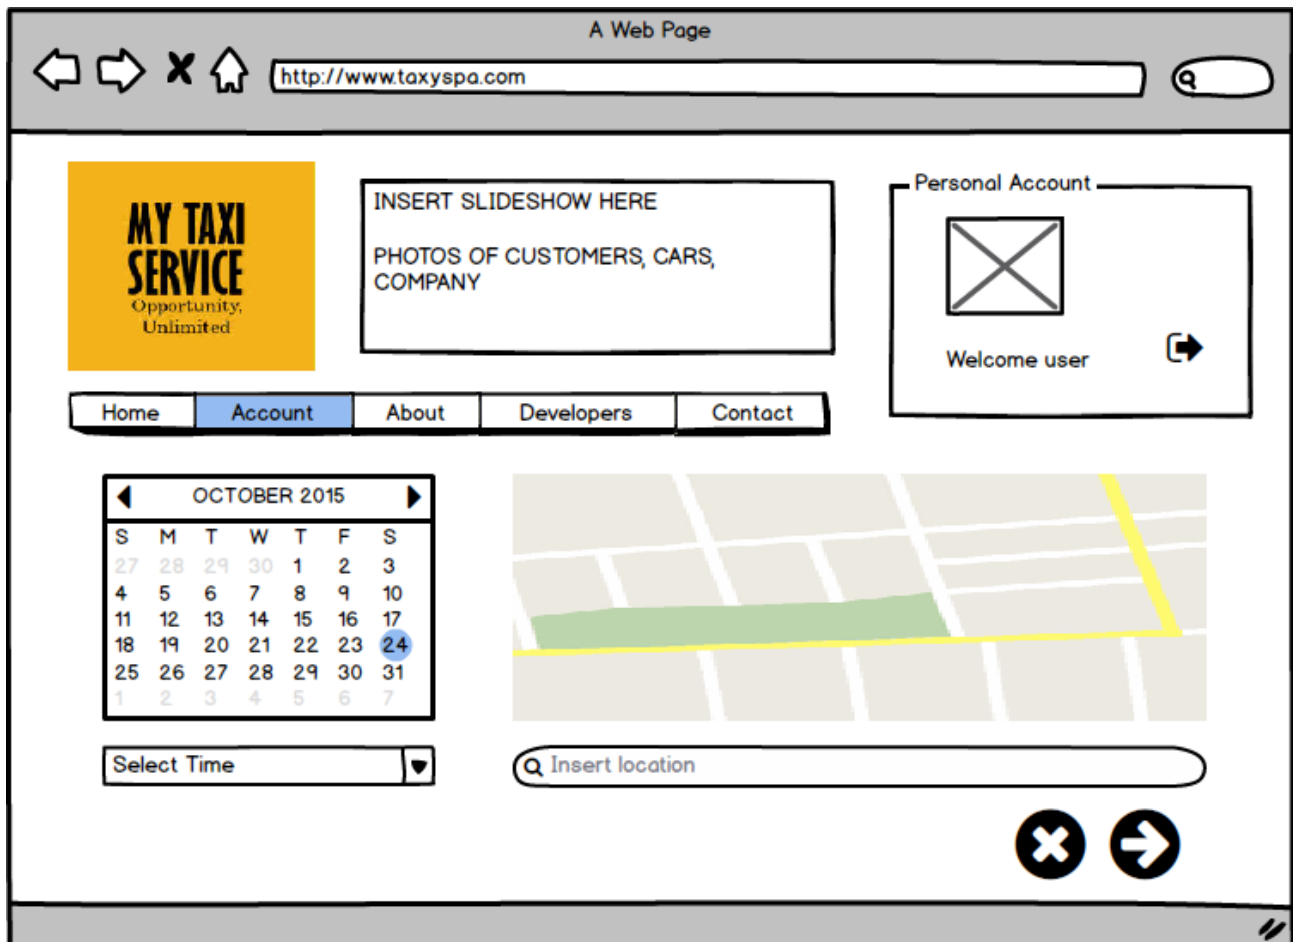 A Web Page
http://www.taxyspa.com
MY TAXI
SERVICE
Opportunity,
Unlimited
INSERT SLIDESHOW HERE
PHOTOS OF CUSTOMERS, CARS,
COMPANY
Personal Account
Welcome user
Home Account About Developers Contact
OCTOBER 2015
S M T W T F S
27 28 29 30 1 2 3
4 5 6 7 8 9 10
11 12 13 14 15 16 17
18 19 20 21 22 23 24
25 26 27 28 29 30 31
1 2 3 4 5 6 7
Select Time
Insert location